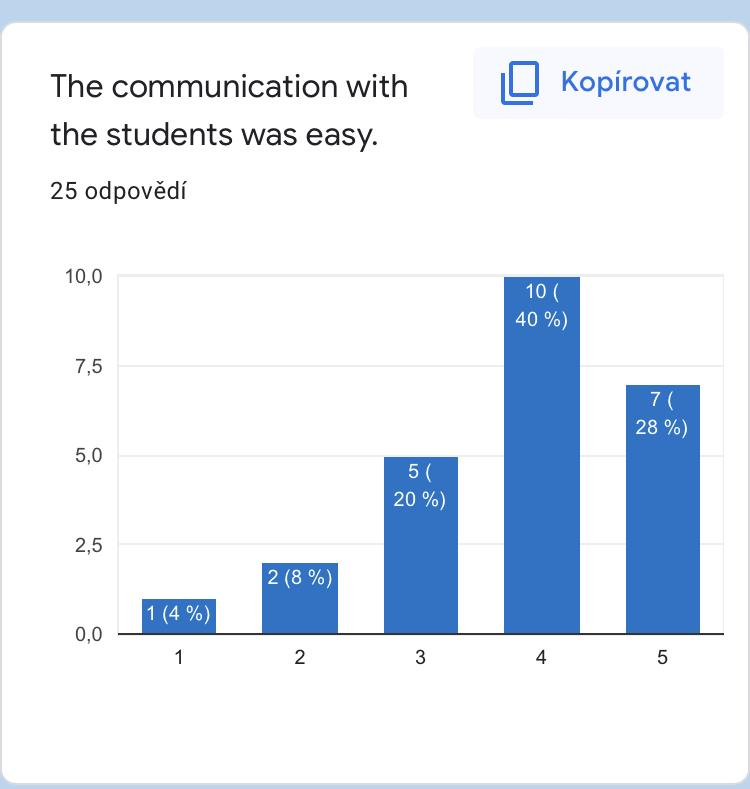 The communication with
the students was easy.
Kopírovat
25 odpovědí
10,0
7,5
5,0
2,5
0,0
1 (4 %)
2 (8 %)
5 (
20 %)
10 (
40 %)
7 (
28 %)
1
2
3
4
5